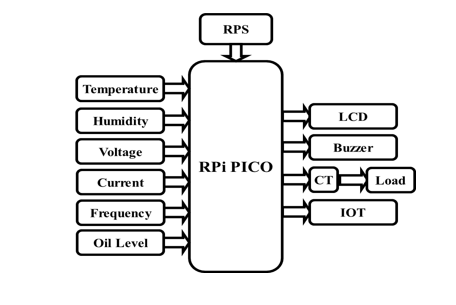 RPS
Temperature
Humidity
Voltage
Current
Frequency
Oil Level
RPi PICO
LCD
Buzzer
CT
Load
IOT